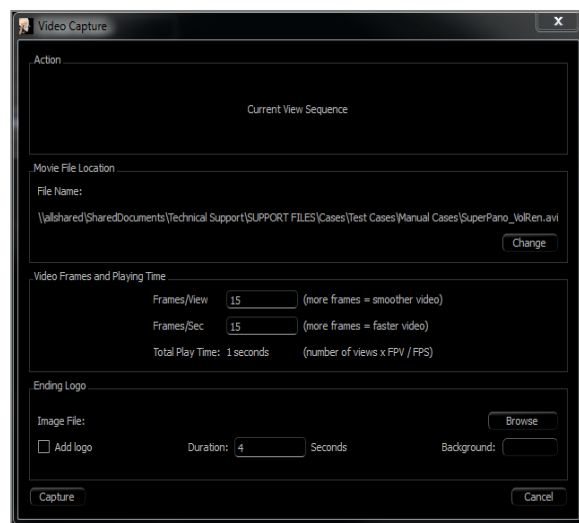 Video Capture
x
Action
Current View Sequence
Movie File Location
File Name:
\\allshared\SharedDocuments\Technical Support\SUPPORT FILES\Cases\Test Cases\Manual Cases\SuperPano_VolRen.avi
Change
Video Frames and Playing Time
Frames/View 15 (more frames = smoother video)
Frames/Sec 15 (more frames = faster video)
Total Play Time: 1 seconds (number of views x FPV / FPS)
Ending Logo
Image File: Browse
Add logo Duration: 4 Seconds Background:
Capture Cancel